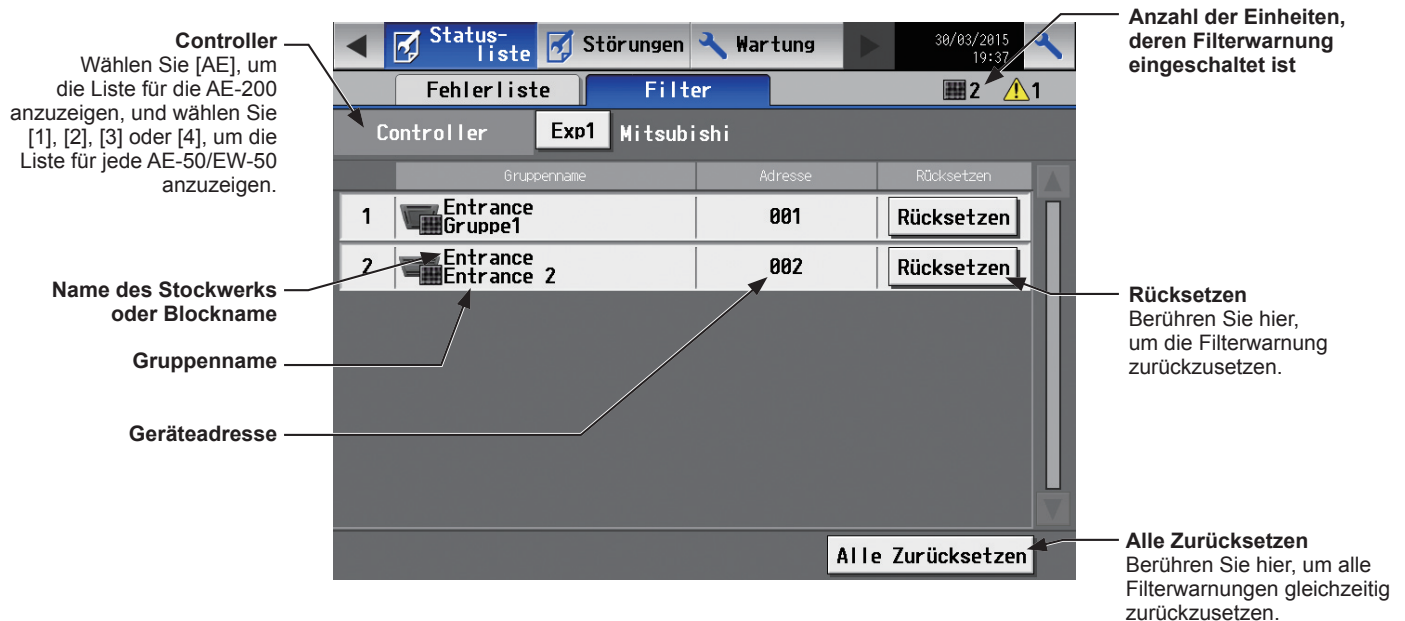 Controller
Wählen Sie [AE], um
die Liste für die AE-200
anzuzeigen, und wählen Sie
[1], [2], [3] oder [4], um die
Liste für jede AE-50/EW-50
anzuzeigen.
Name des Stockwerks
oder Blockname
Gruppenname
Geräteadresse
Status-
liste
Störungen
Wartung
30/03/2015
19:37
Fehlerliste
Filter
2
1
Controller
Exp1
Mitsubishi
Gruppenname
Adresse
Rücksetzen
1
Entrance
Gruppe1
001
Rücksetzen
2
Entrance
Entrance 2
002
Rücksetzen
Alle Zurücksetzen
Anzahl der Einheiten,
deren Filterwarnung
eingeschaltet ist
Rücksetzen
Berühren Sie hier,
um die Filterwarnung
zurückzusetzen.
Alle Zurücksetzen
Berühren Sie hier, um alle
Filterwarnungen gleichzeitig
zurückzusetzen.